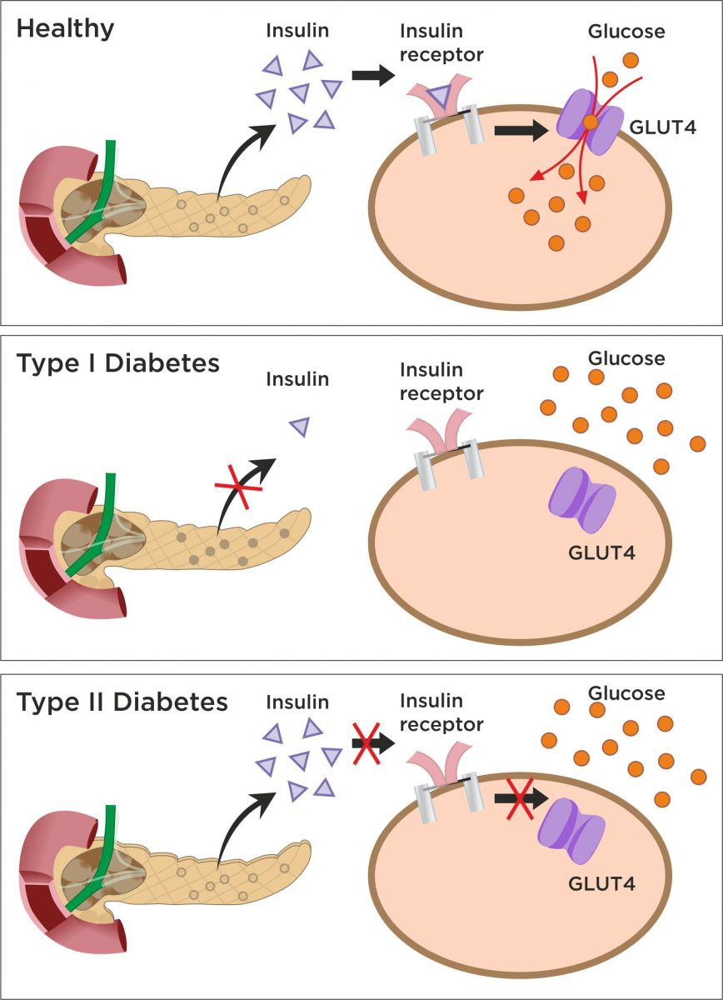 Healthy
Insulin
Insulin
receptor
Glucose
GLUT4
Type I Diabetes
Insulin
Insulin
receptor
Glucose
GLUT4
Type II Diabetes
Insulin
Insulin
receptor
Glucose
GLUT4